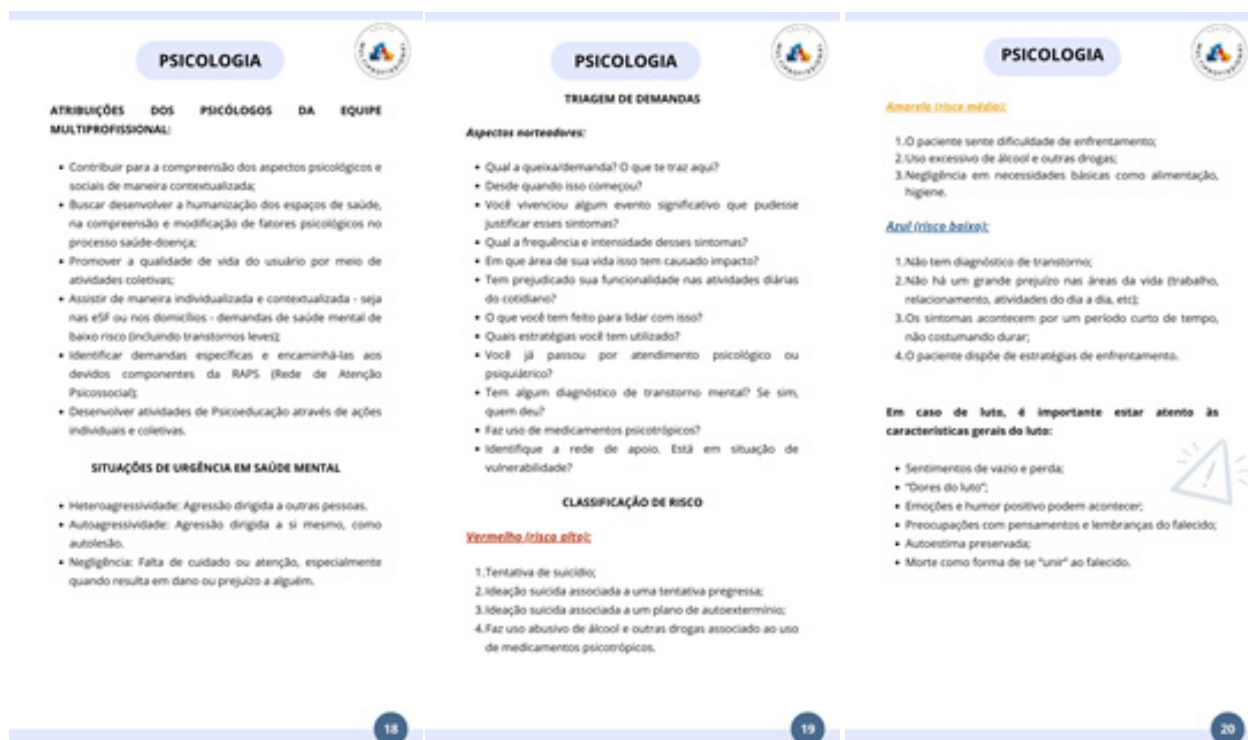 PSICOLOGIA
ATRIBUIÇÕES DOS PSICÓLOGOS DA EQUIPE
MULTIPROFISSIONAL:
• Contribuir para a compreensão dos aspectos psicológicos e
sociais de maneira contextualizada;
• Buscar desenvolver a humanização dos espaços de saúde,
na compreensão e modificação de fatores psicológicos no
processo saúde-doença;
• Promover a qualidade de vida do usuário por meio de
atividades coletivas;
• Assistir de maneira individualizada e contextualizada - seja
nas eSF ou nos domicílios - demandas de saúde mental de
baixo risco (incluindo transtornos leves);
• Identificar demandas específicas e encaminhá-las aos
devidos componentes da RAPS (Rede de Atenção
Psicossocial);
• Desenvolver atividades de Psicoeducação através de ações
individuais e coletivas.
SITUAÇÕES DE URGÊNCIA EM SAÚDE MENTAL
• Heteroagressividade: Agressão dirigida a outras pessoas.
• Autoagressividade: Agressão dirigida a si mesmo, como
autolesão.
• Negligência: Falta de cuidado ou atenção, especialmente
quando resulta em dano ou prejuízo a alguém.
18
PSICOLOGIA
TRIAGEM DE DEMANDAS
Aspectos norteadores:
• Qual a queixa/demanda? O que te traz aqui?
• Desde quando isso começou?
• Você vivenciou algum evento significativo que pudesse
justificar esses sintomas?
• Qual a frequência e intensidade desses sintomas?
• Em que área de sua vida isso tem causado impacto?
• Tem prejudicado sua funcionalidade nas atividades diárias
do cotidiano?
• O que você tem feito para lidar com isso?
• Quais estratégias você tem utilizado?
• Você já passou por atendimento psicológico ou
psiquiátrico?
• Tem algum diagnóstico de transtorno mental? Se sim,
quem deu?
• Faz uso de medicamentos psicotrópicos?
• Identifique a rede de apoio. Está em situação de
vulnerabilidade?
CLASSIFICAÇÃO DE RISCO
Vermelho (risco alto):
1.Tentativa de suicídio;
2.Ideação suicida associada a uma tentativa pregressa;
3.Ideação suicida associada a um plano de autoextermínio;
4.Faz uso abusivo de álcool e outras drogas associado ao uso
de medicamentos psicotrópicos.
19
PSICOLOGIA
Amarelo (risco médio):
1.O paciente sente dificuldade de enfrentamento;
2.Uso excessivo de álcool e outras drogas;
3.Negligência em necessidades básicas como alimentação,
higiene.
Azul (risco baixo):
1.Não tem diagnóstico de transtorno;
2.Não há um grande prejuízo nas áreas da vida (trabalho,
relacionamento, atividades do dia a dia, etc);
3.Os sintomas acontecem por um período curto de tempo,
não costumando durar;
4.O paciente dispõe de estratégias de enfrentamento.
Em caso de luto, é importante estar atento às
características gerais do luto:
• Sentimentos de vazio e perda;
• "Dores do luto";
• Emoções e humor positivo podem acontecer;
• Preocupações com pensamentos e lembranças do falecido;
• Autoestima preservada;
• Morte como forma de se "unir" ao falecido.
20